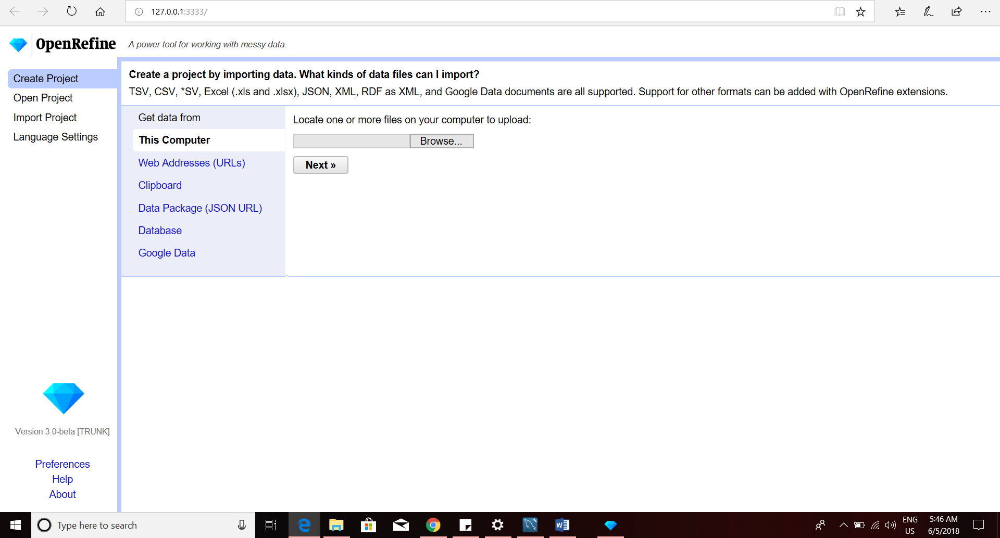 127.0.0.1:3333/
OpenRefine
A power tool for working with messy data.
Create Project
Open Project
Import Project
Language Settings
Create a project by importing data. What kinds of data files can I import?
TSV, CSV, *SV, Excel (.xls and .xlsx), JSON, XML, RDF as XML, and Google Data documents are all supported. Support for other formats can be added with OpenRefine extensions.
Get data from
This Computer
Web Addresses (URLs)
Clipboard
Data Package (JSON URL)
Database
Google Data
Locate one or more files on your computer to upload:
Browse...
Next »
Version 3.0-beta [TRUNK]
Preferences
Help
About
Type here to search
ENG
US
5:46 AM
6/5/2018